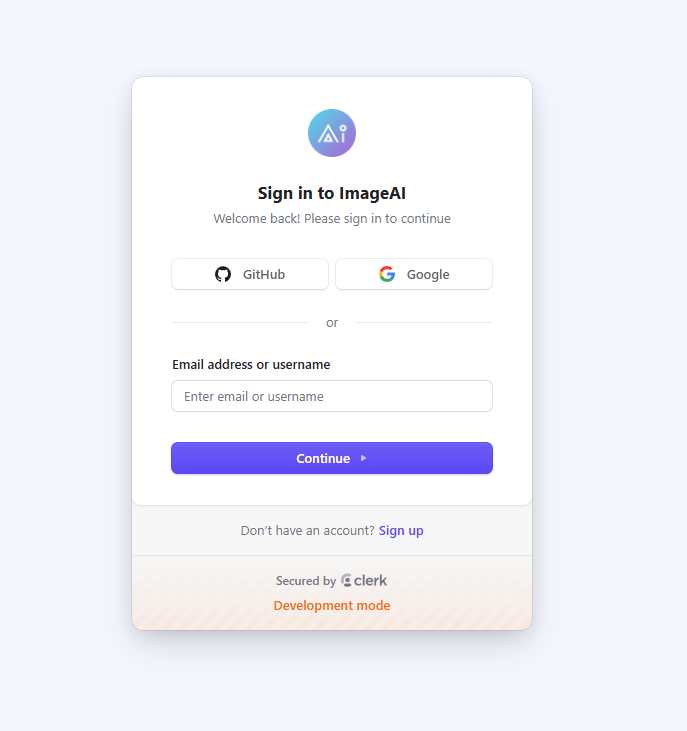 Ai
Sign in to ImageAI
Welcome back! Please sign in to continue
GitHub
Google
or
Email address or username
Enter email or username
Continue
Don't have an account? Sign up
Secured by clerk
Development mode